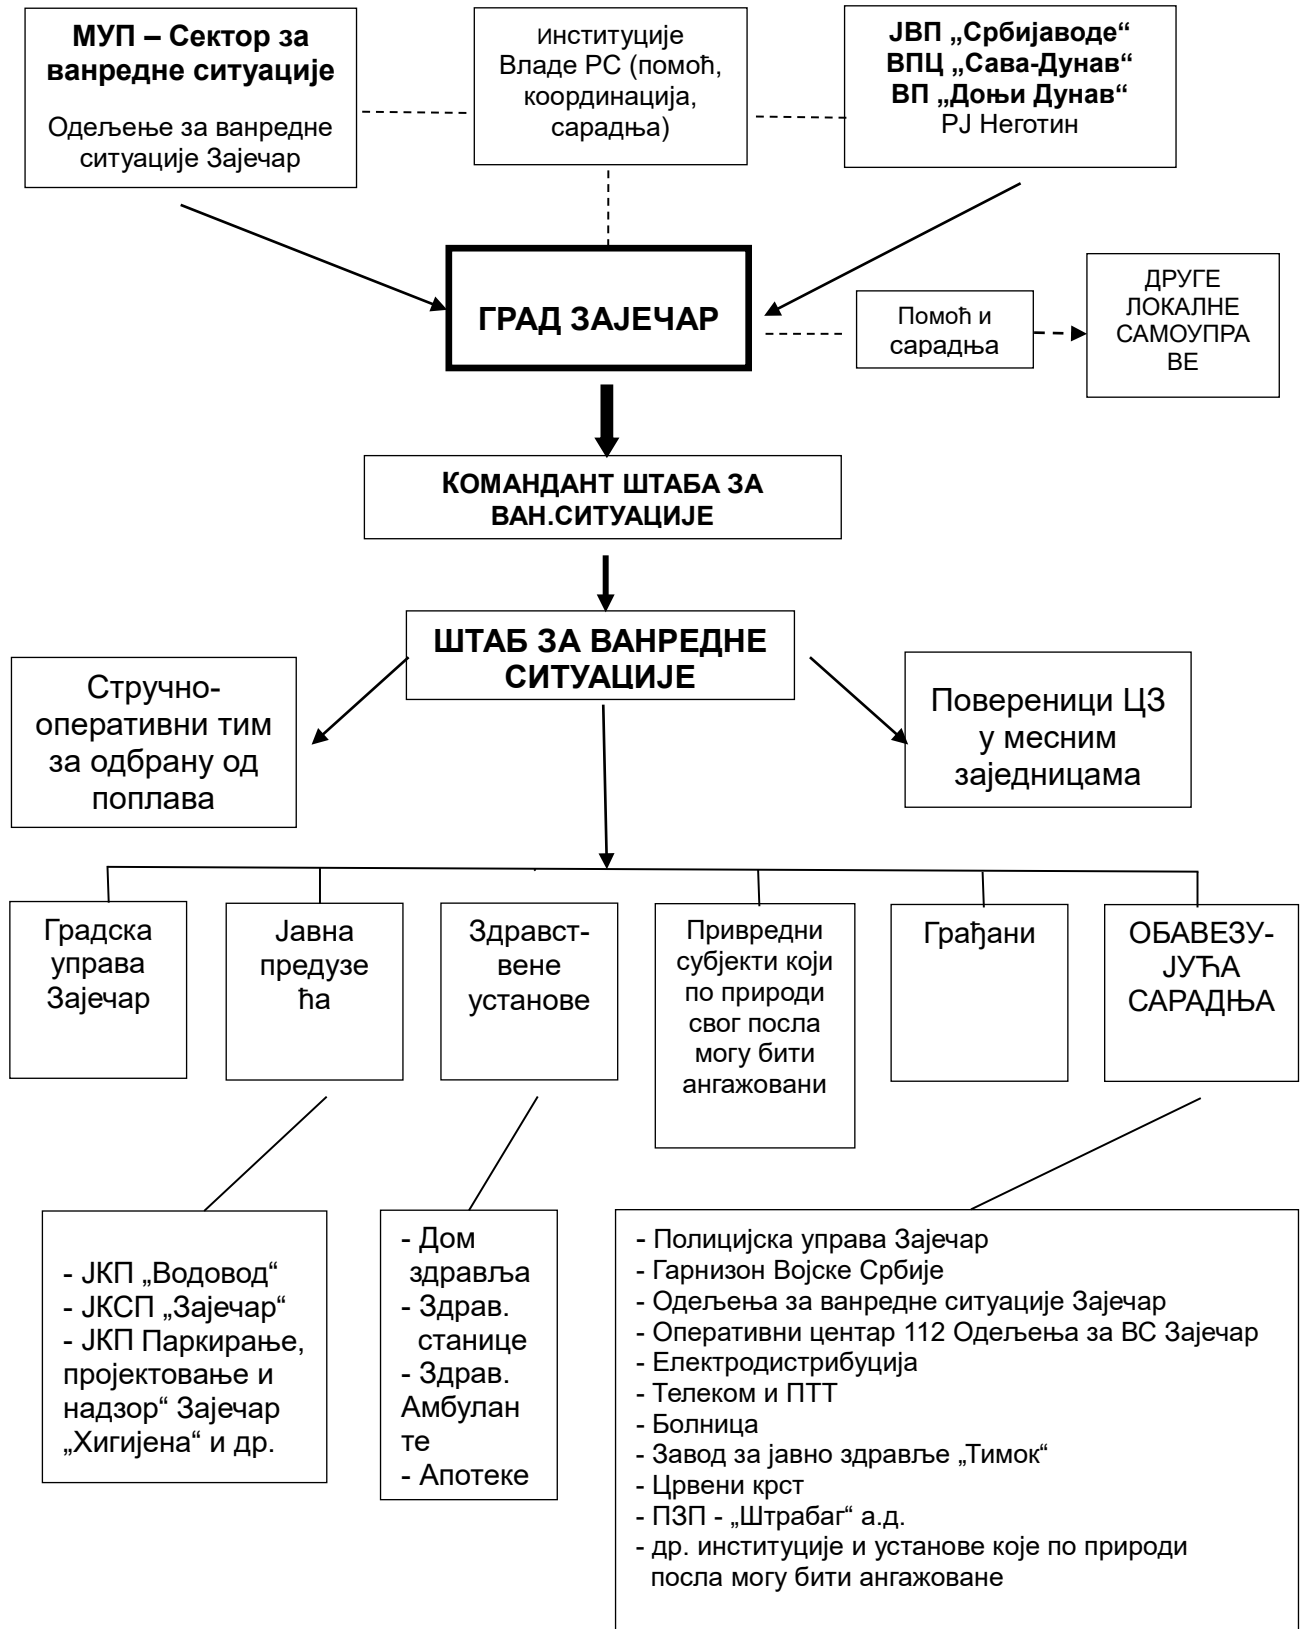 МУП – Сектор за
ванредне ситуације
Одељење за ванредне
ситуације Зајечар
институције
Владе РС (помоћ,
координација,
сарадња)
ЈВП „Србијаводе“
ВПЦ „Сава-Дунав“
ВП „Доњи Дунав“
РЈ Неготин
ГРАД ЗАЈЕЧАР
Помоћ и
сарадња
ДРУГЕ
ЛОКАЛНЕ
САМОУПРА
ВЕ
КОМАНДАНТ ШТАБА ЗА
ВАН.СИТУАЦИЈЕ
ШТАБ ЗА ВАНРЕДНЕ
СИТУАЦИЈЕ
Стручно-
оперативни тим
за одбрану од
поплава
Повереници ЦЗ
у месним
заједницама
Градска
управа
Зајечар
Јавна
предузе
ћа
Здравст-
вене
установе
Привредни
субјекти који
по природи
свог посла
могу бити
ангажовани
Грађани
ОБАВЕЗУ-
ЈУЋА
САРАДЊА
- ЈКП „Водовод“
- ЈКСП „Зајечар“
- ЈКП Паркирање,
пројектовање и
надзор“ Зајечар
„Хигијена“ и др.
- Дом
здравља
- Здрав.
станице
- Здрав.
Амбулан
те
- Апотеке
- Полицијска управа Зајечар
- Гарнизон Војске Србије
- Одељења за ванредне ситуације Зајечар
- Оперативни центар 112 Одељења за ВС Зајечар
- Електродистрибуција
- Телеком и ПТТ
- Болница
- Завод за јавно здравље „Тимок“
- Црвени крст
- ПЗП - „Штрабаг“ а.д.
- др. институције и установе које по природи
посла могу бити ангажоване